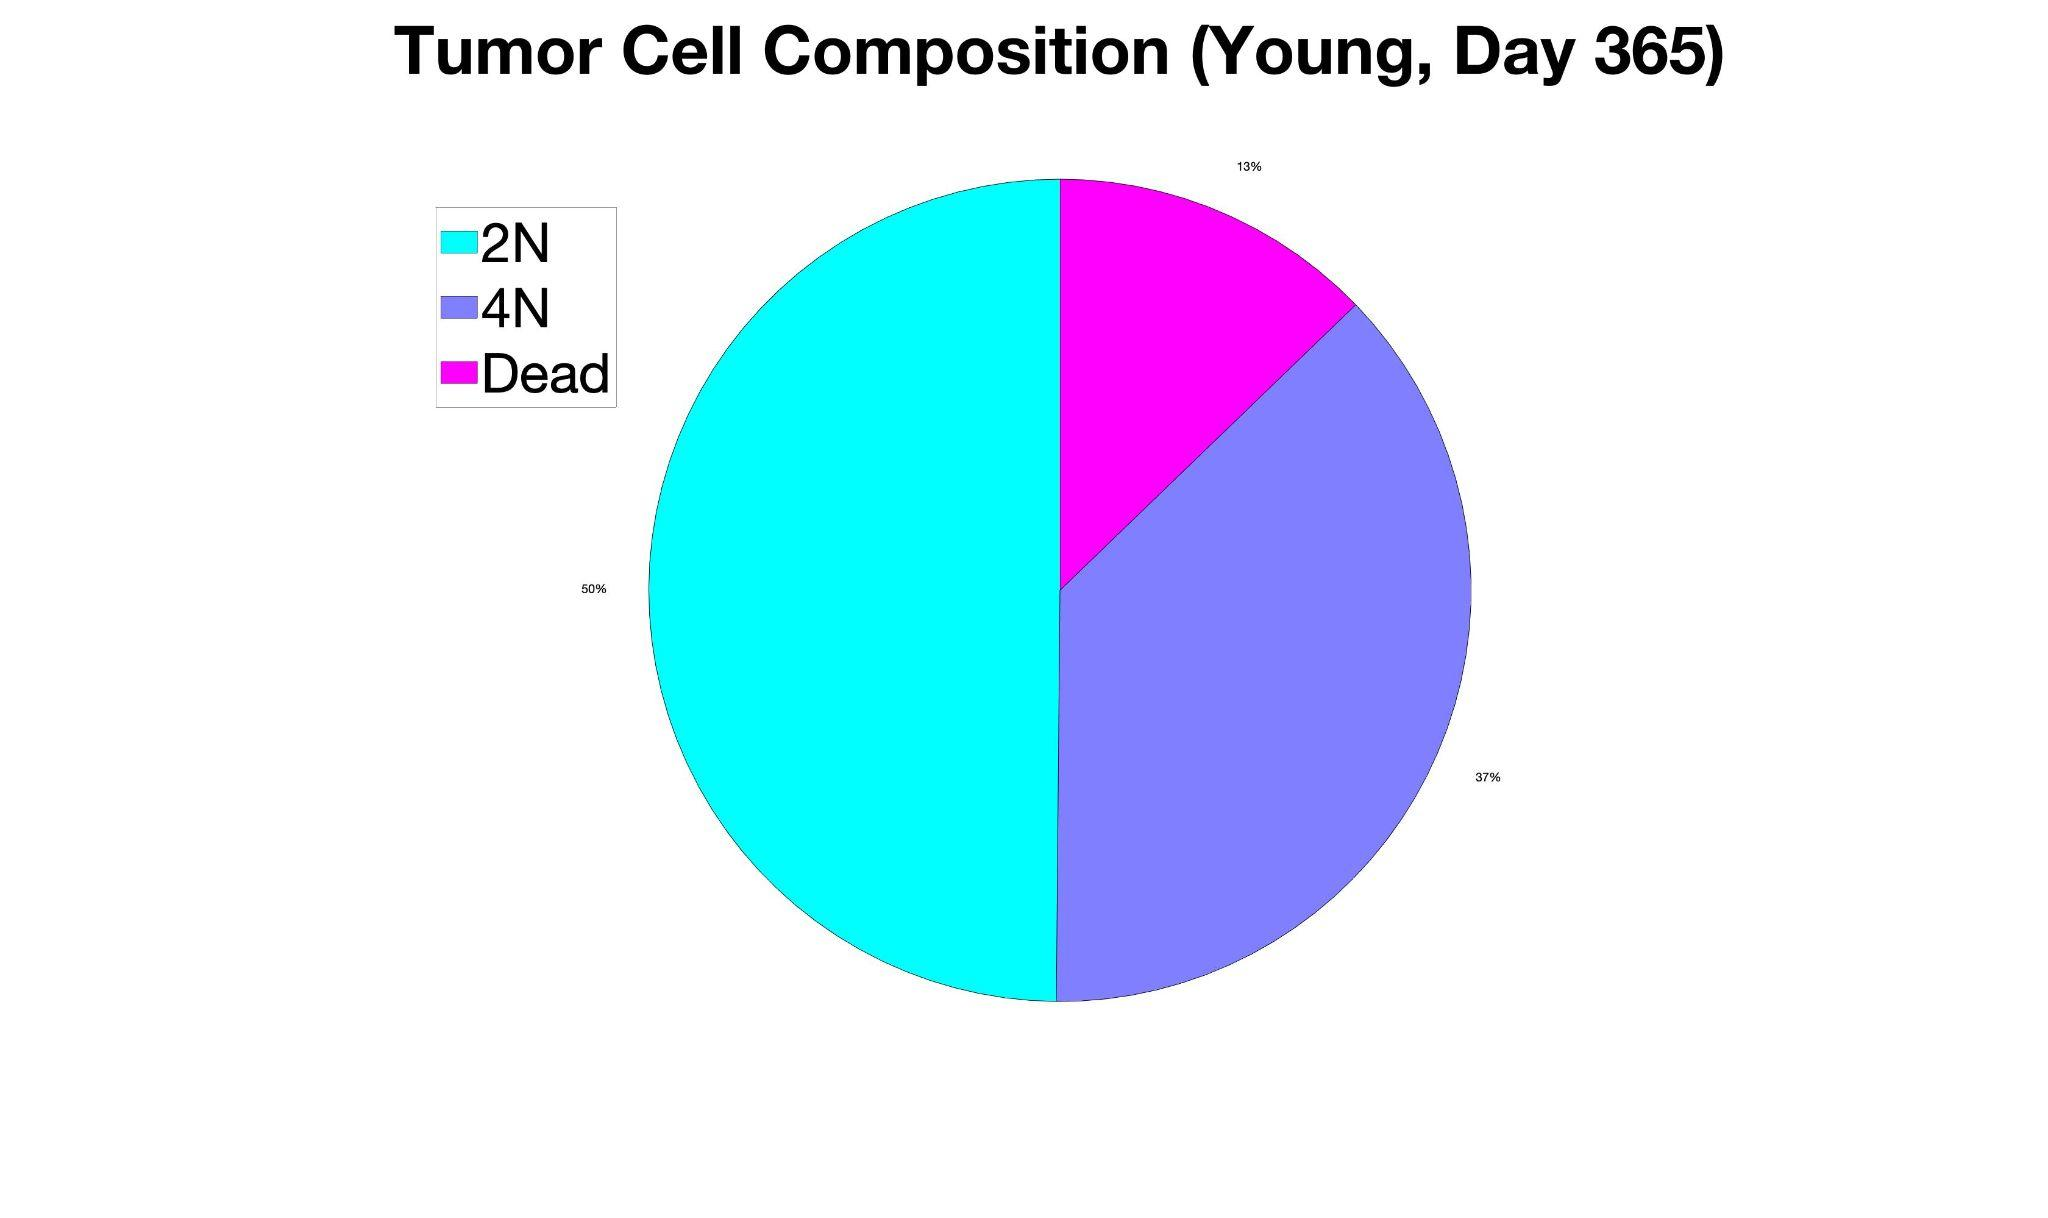 Tumor Cell Composition (Young, Day 365)
13%
2N
4N
Dead
50%
37%